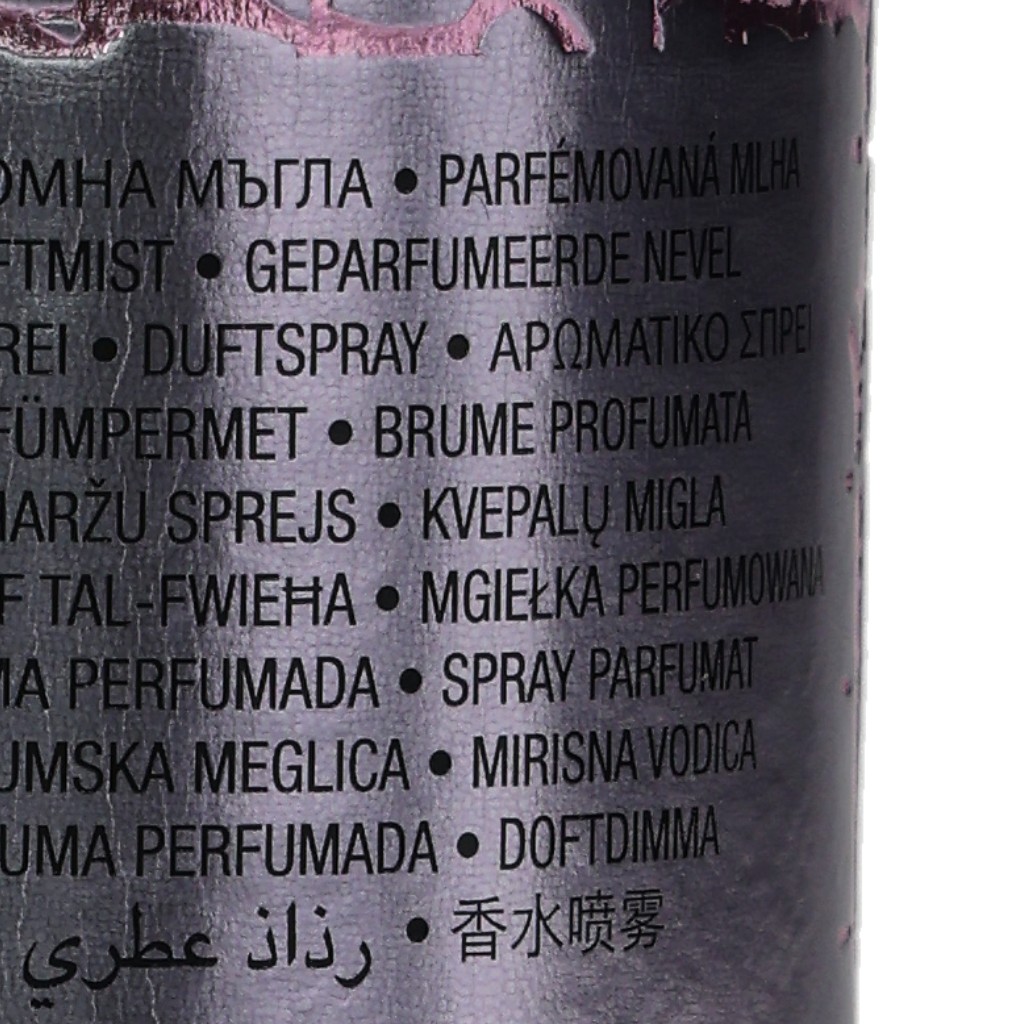 ОМНА МЪГЛА • PARFÉMOVANÁ MLHA
FTMIST • GEPARFUMEERDE NEVEL
REI • DUFTSPRAY • ΑΡΩΜΑΤΙΚΟ ΣΠΡΕΙ
FÜMPERMET • BRUME PROFUMATA
MARŽU SPREJS • KVEPALŲ MIGLA
F TAL-FWIEĦA • MGIEŁKA PERFUMOWANA
MA PERFUMADA • SPRAY PARFUMAT
UMSKA MEGLICA • MIRISNA VODICA
UMA PERFUMADA • DOFTDIMMA
رذاذ عطري • 香水喷雾